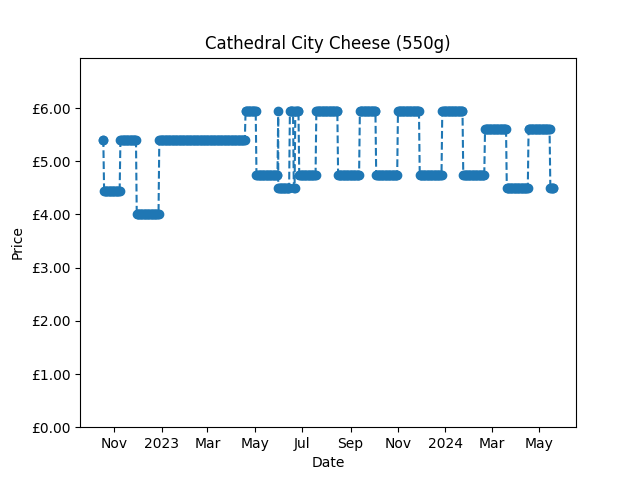 Cathedral City Cheese (550g)
£6.00
£5.00
£4.00
£3.00
£2.00
£1.00
£0.00
Price
Nov 2023 Mar May Jul Sep Nov 2024 Mar May
Date